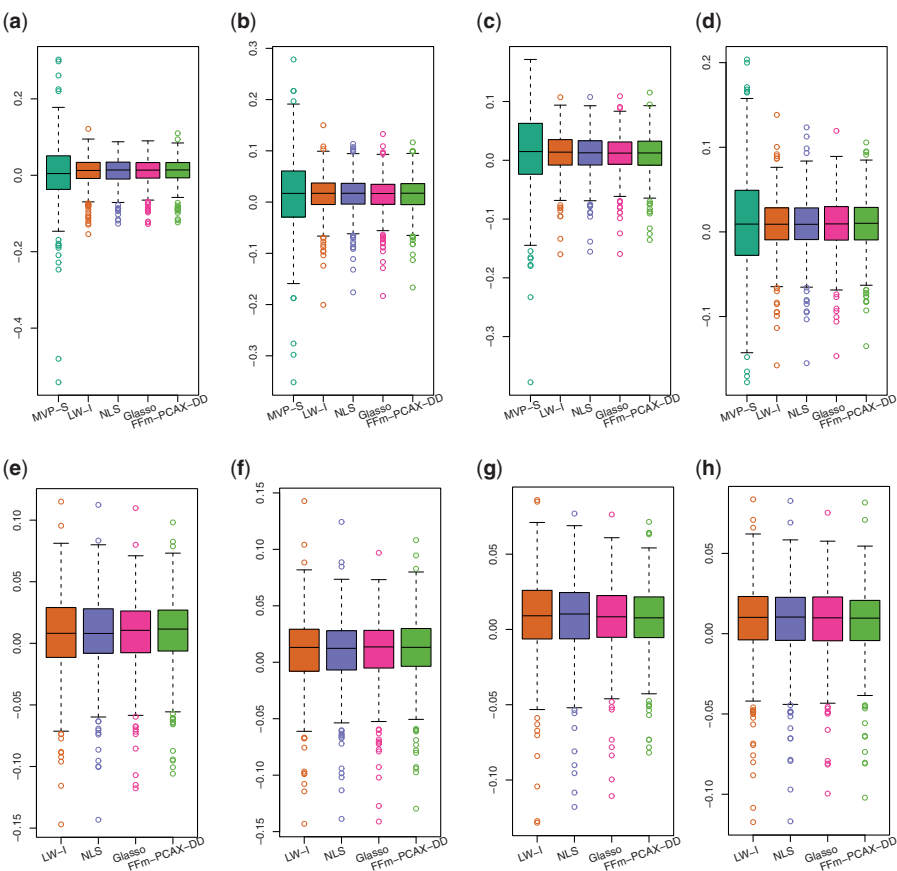 (a)
0.2
0.0
−0.2
−0.4
MVP−S
LW−I
NLS
Glasso
FFm−PCAX−DD
(b)
0.3
0.2
0.1
0.0
−0.1
−0.2
−0.3
MVP−S
LW−I
NLS
Glasso
FFm−PCAX−DD
(c)
0.1
0.0
−0.1
−0.2
−0.3
MVP−S
LW−I
NLS
Glasso
FFm−PCAX−DD
(d)
0.2
0.1
0.0
−0.1
MVP−S
LW−I
NLS
Glasso
FFm−PCAX−DD
(e)
0.10
0.05
0.00
−0.05
−0.10
−0.15
LW−I
NLS
Glasso
FFm−PCAX−DD
(f)
0.15
0.10
0.05
0.00
−0.05
−0.10
−0.15
LW−I
NLS
Glasso
FFm−PCAX−DD
(g)
0.05
0.00
−0.05
−0.10
LW−I
NLS
Glasso
FFm−PCAX−DD
(h)
0.05
0.00
−0.05
−0.10
LW−I
NLS
Glasso
FFm−PCAX−DD